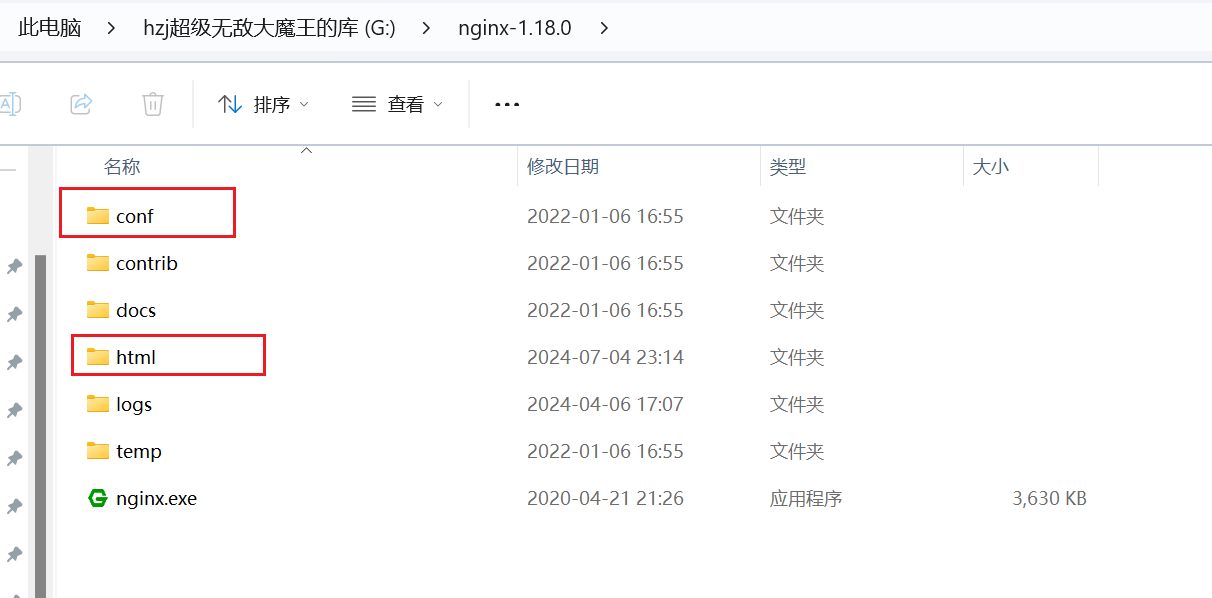 此电脑 > hzj超级无敌大魔王的库 (G:) > nginx-1.18.0 >
排序 查看 •••
名称 修改日期 类型 大小
conf 2022-01-06 16:55 文件夹
contrib 2022-01-06 16:55 文件夹
docs 2022-01-06 16:55 文件夹
html 2024-07-04 23:14 文件夹
logs 2024-04-06 17:07 文件夹
temp 2022-01-06 16:55 文件夹
nginx.exe 2020-04-21 21:26 应用程序 3,630 KB